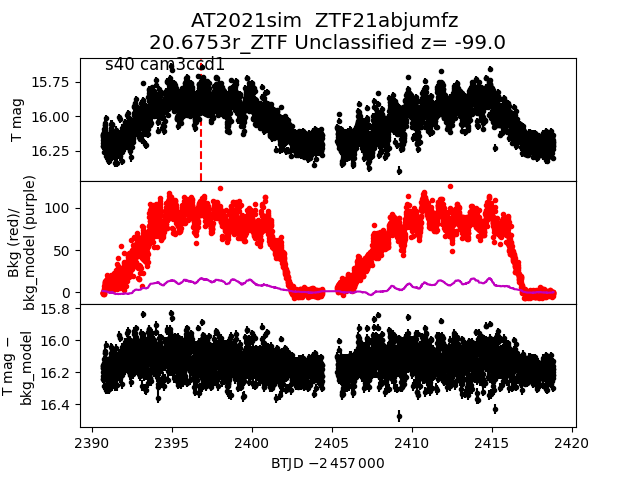 AT2021sim  ZTF21abjumfz
20.6753r_ZTF Unclassified z= -99.0
s40 cam3ccd1
T mag
15.75
16.00
16.25
Bkg (red)/
bkg_model (purple)
100
50
0
T mag −
bkg_model
15.8
16.0
16.2
16.4
2390 2395 2400 2405 2410 2415 2420
BTJD −2 457 000